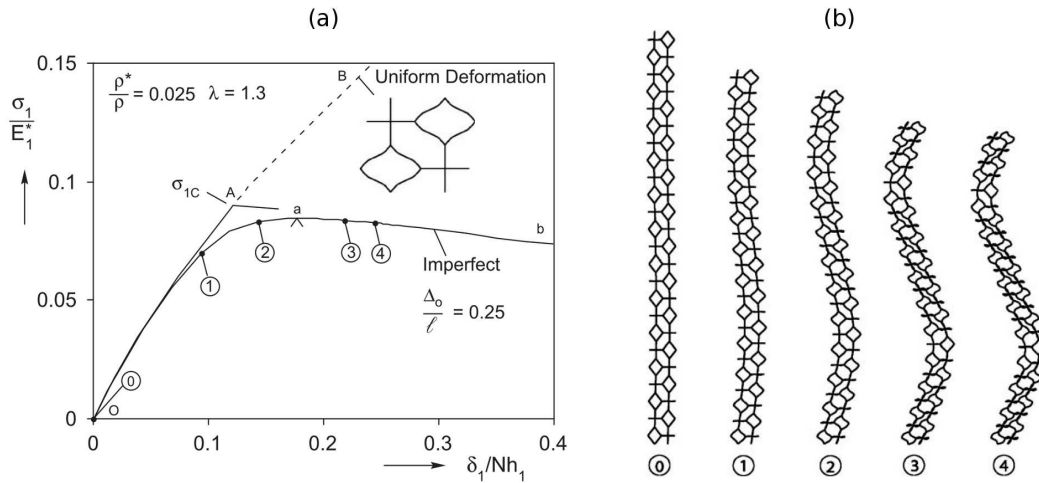 (a)
(b)
0.15
ρ*/ρ = 0.025 λ = 1.3
B
Uniform Deformation
σ₁/E₁*
0.1
σ₁C
A
a
b
②
③
④
①
Imperfect
0.05
Δₒ/ℓ = 0.25
⓪
O
0
0 0.1 0.2 0.3 0.4
δ₁/Nh₁
⓪ ① ② ③ ④